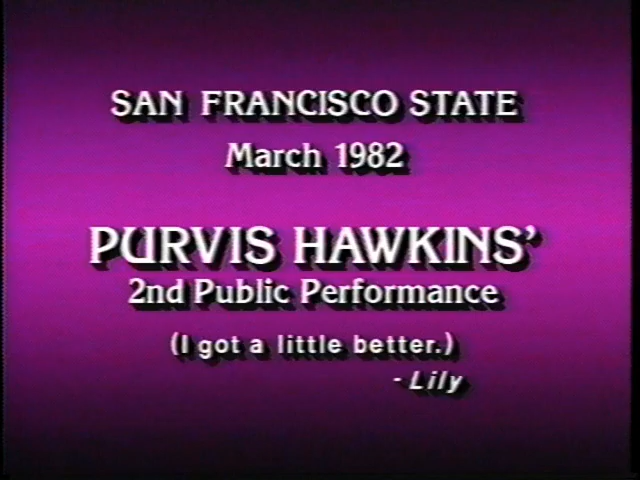 SAN FRANCISCO STATE
March 1982
PURVIS HAWKINS'
2nd Public Performance
(I got a little better.)
- Lily